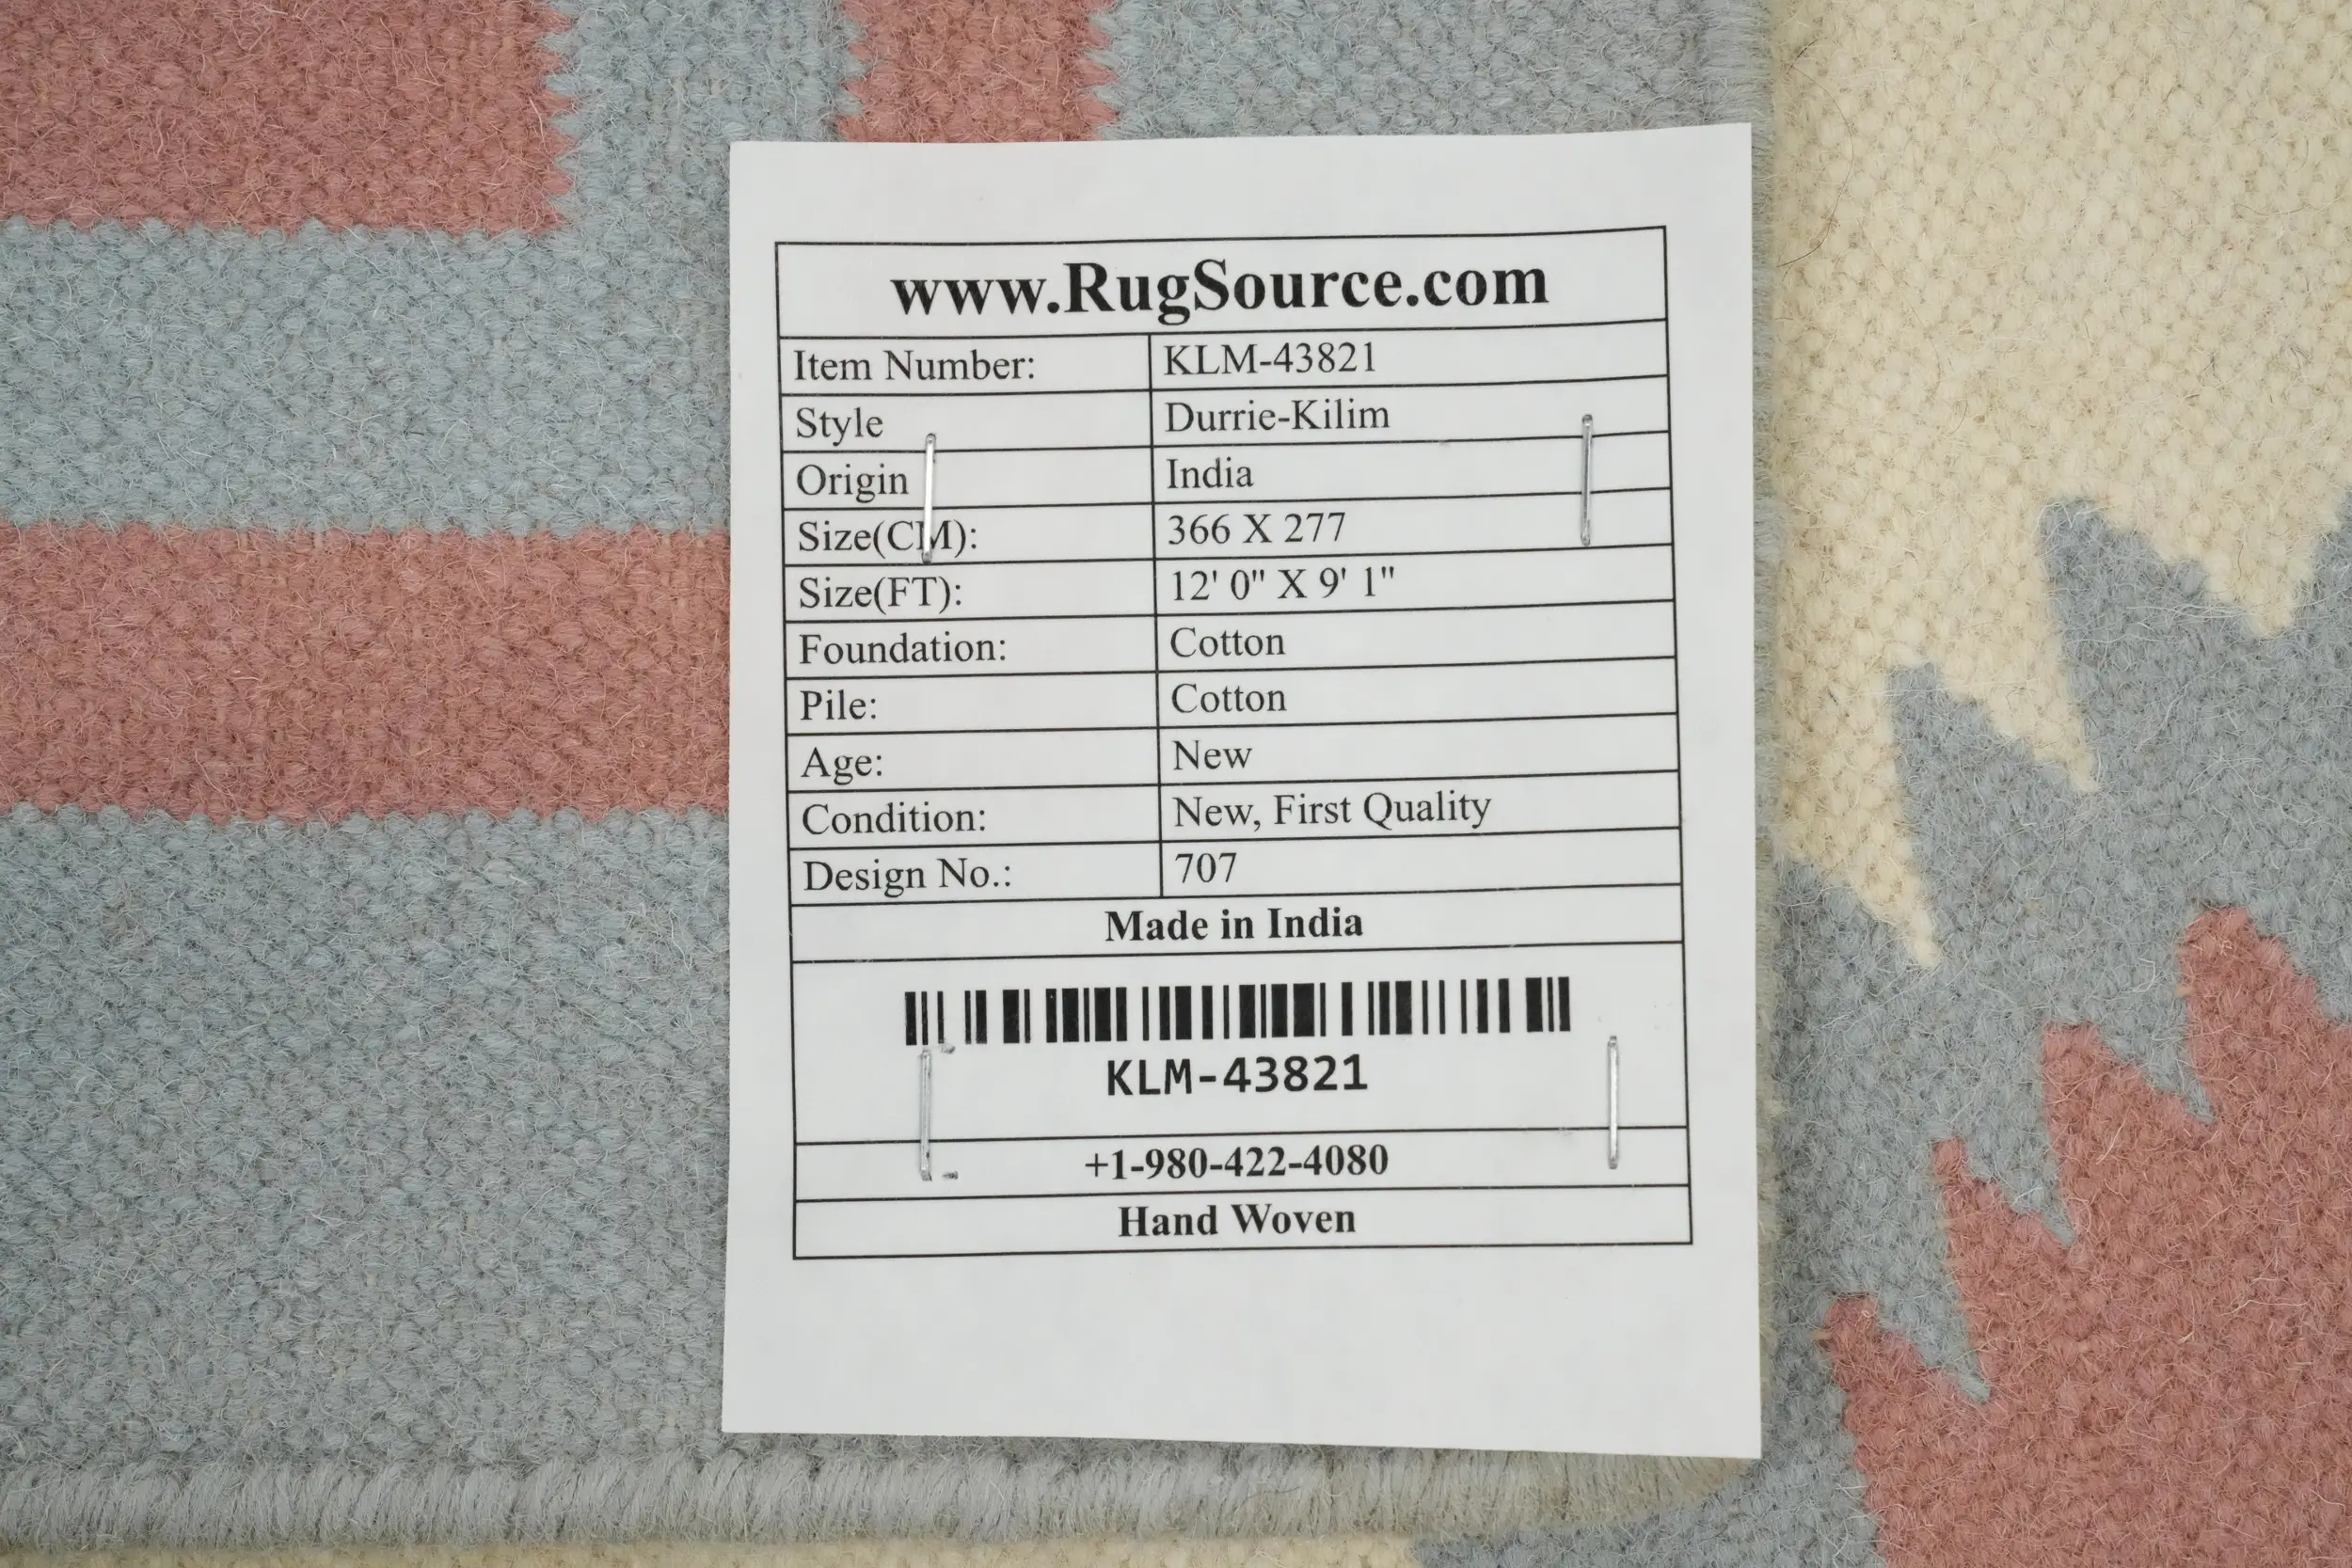 www.RugSource.com
Item Number: KLM-43821
Style Durrie-Kilim
Origin India
Size(CM): 366 X 277
Size(FT): 12' 0" X 9' 1"
Foundation: Cotton
Pile: Cotton
Age: New
Condition: New, First Quality
Design No.: 707
Made in India
KLM-43821
+1-980-422-4080
Hand Woven